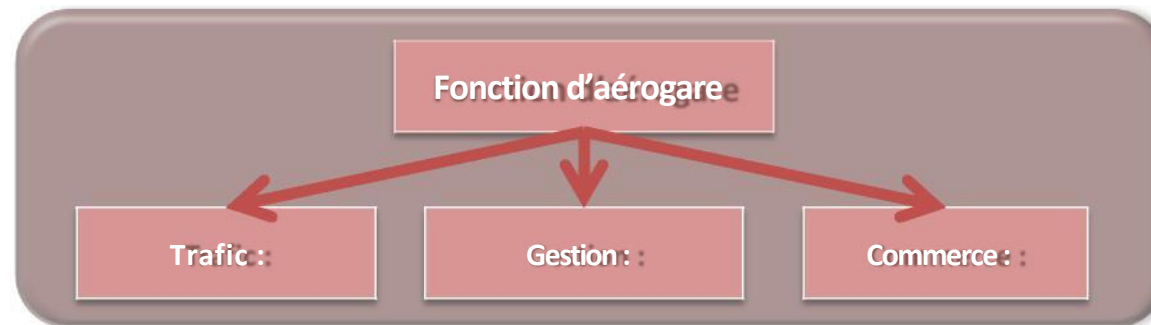 Fonction d’aérogare
Trafic :
Gestion :
Commerce :